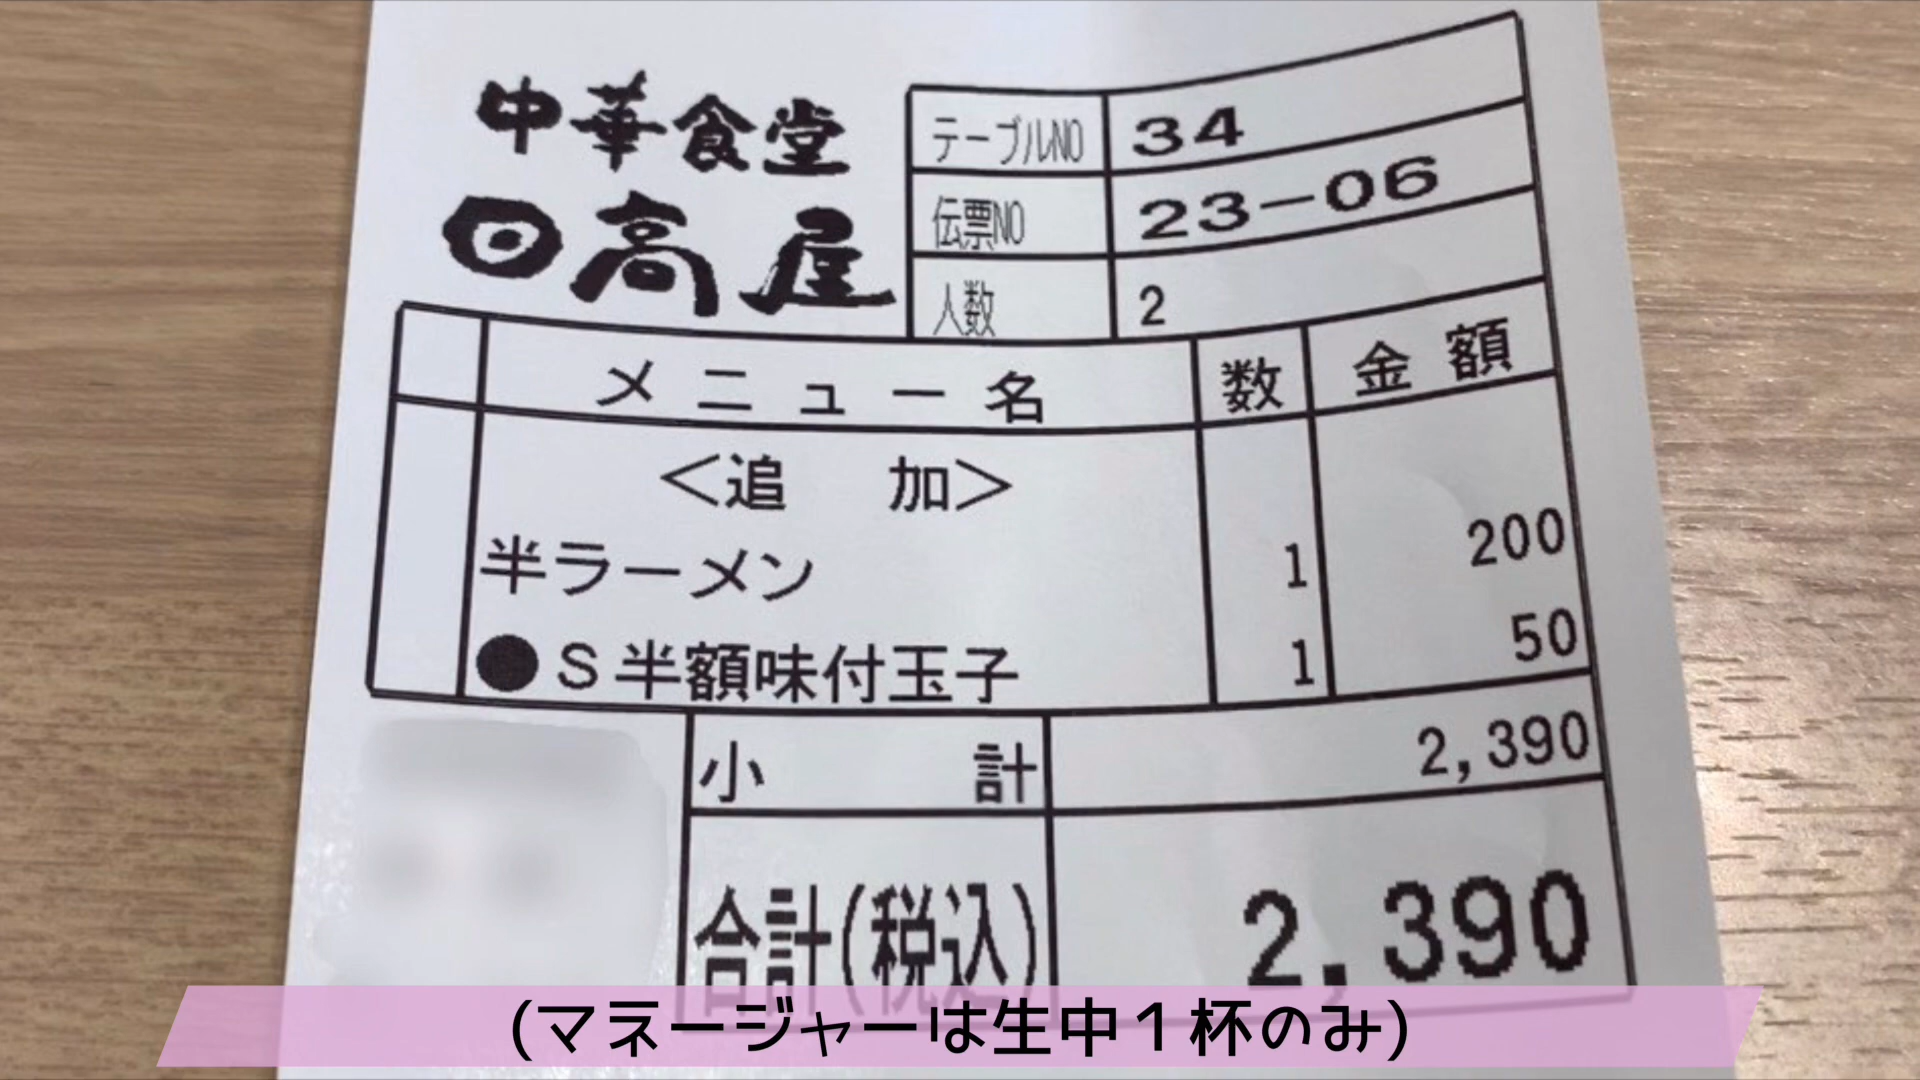 中華食堂
日高屋
テーブルNO 34
伝票NO 23-06
人数 2
メニュー名 数 金額
<追 加>
半ラーメン 1 200
●S半額味付玉子 1 50
小計 2,390
合計(税込) 2,390
(マネージャーは生中1杯のみ)